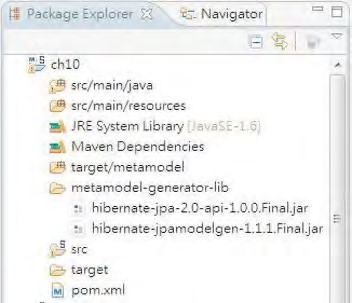 Package Explorer
Navigator
ch10
src/main/java
src/main/resources
JRE System Library [JavaSE-1.6]
Maven Dependencies
target/metamodel
metamodel-generator-lib
hibernate-jpa-2.0-api-1.0.0.Final.jar
hibernate-jpamodelgen-1.1.1.Final.jar
src
target
pom.xml